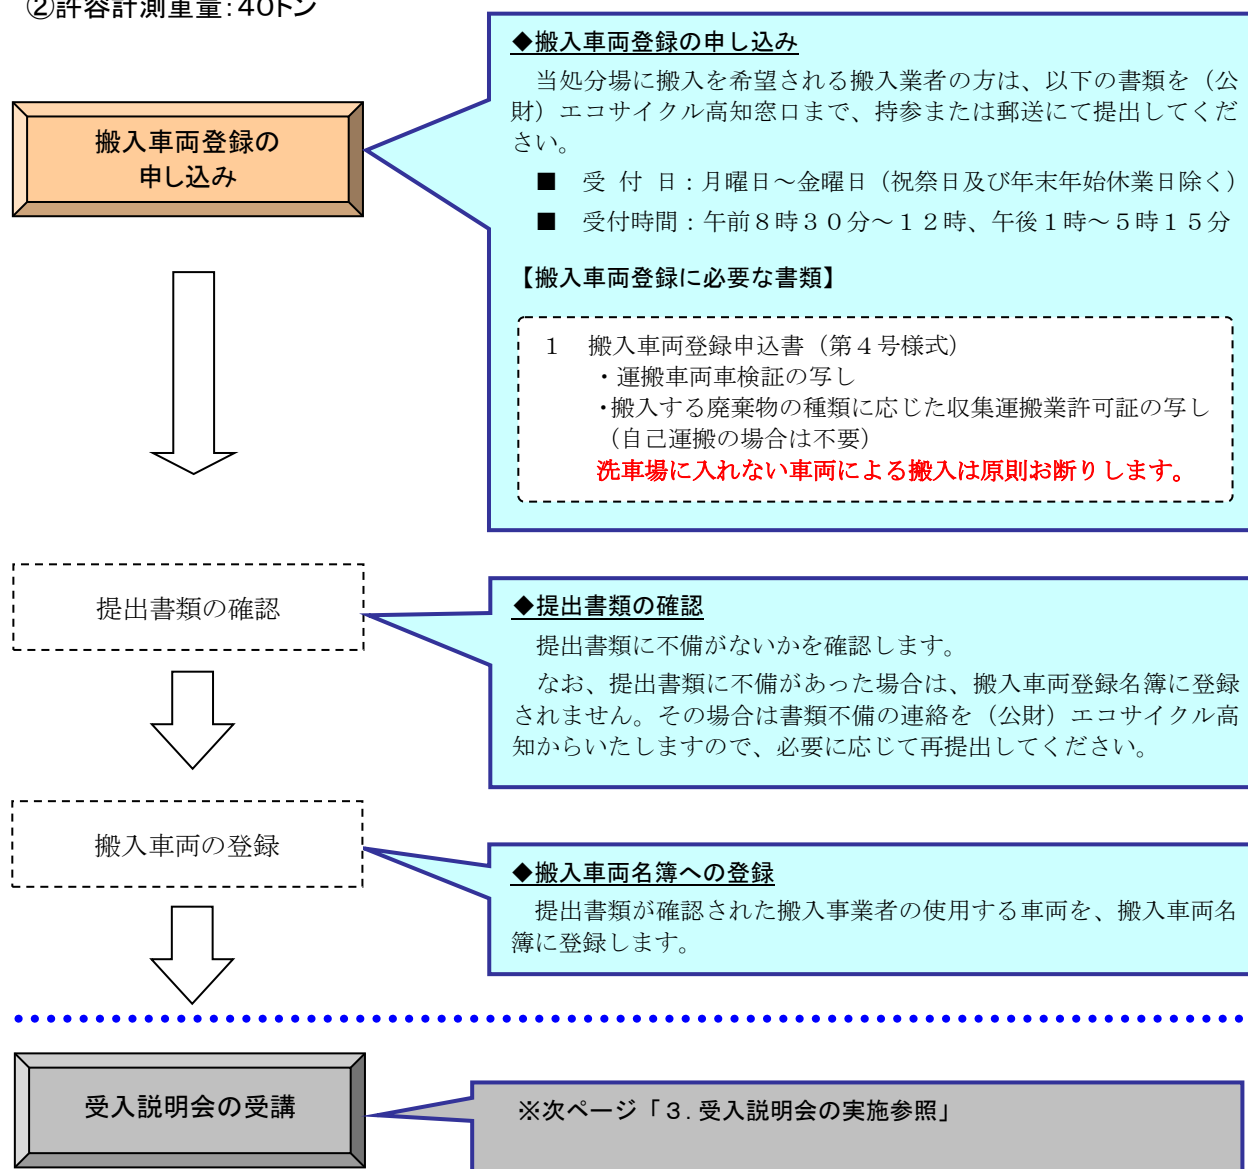 ②許容計測重量:40トン
搬入車両登録の
申し込み
◆搬入車両登録の申し込み
当処分場に搬入を希望される搬入業者の方は、以下の書類を（公
財）エコサイクル高知窓口まで、持参または郵送にて提出してくだ
さい。
■ 受 付 日：月曜日～金曜日（祝祭日及び年末年始休業日除く）
■ 受付時間：午前８時３０分～１２時、午後１時～５時１５分
【搬入車両登録に必要な書類】
１ 搬入車両登録申込書（第４号様式）
・運搬車両車検証の写し
・搬入する廃棄物の種類に応じた収集運搬業許可証の写し
（自己運搬の場合は不要）
洗車場に入れない車両による搬入は原則お断りします。
提出書類の確認
◆提出書類の確認
提出書類に不備がないかを確認します。
なお、提出書類に不備があった場合は、搬入車両登録名簿に登録
されません。その場合は書類不備の連絡を（公財）エコサイクル高
知からいたしますので、必要に応じて再提出してください。
搬入車両の登録
◆搬入車両名簿への登録
提出書類が確認された搬入事業者の使用する車両を、搬入車両名
簿に登録します。
受入説明会の受講
※次ページ「３．受入説明会の実施参照」